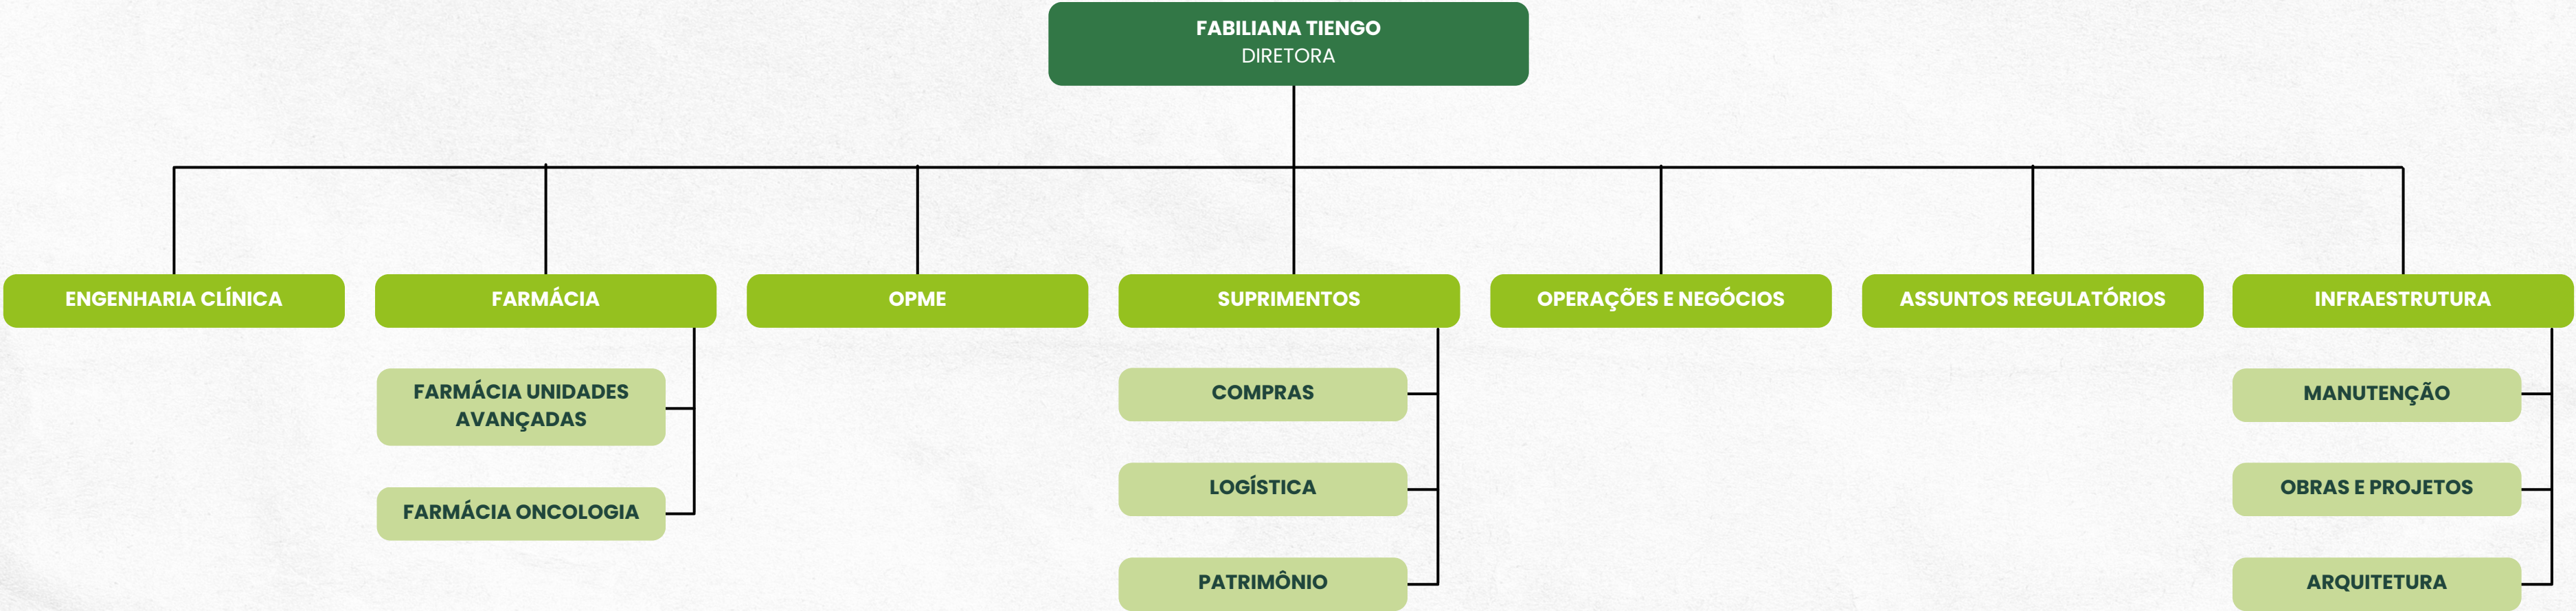 FABILIANA TIENGO
DIRETORA
ENGENHARIA CLÍNICA
FARMÁCIA
OPME
SUPRIMENTOS
OPERAÇÕES E NEGÓCIOS
ASSUNTOS REGULATÓRIOS
INFRAESTRUTURA
FARMÁCIA UNIDADES
AVANÇADAS
FARMÁCIA ONCOLOGIA
COMPRAS
LOGÍSTICA
PATRIMÔNIO
MANUTENÇÃO
OBRAS E PROJETOS
ARQUITETURA